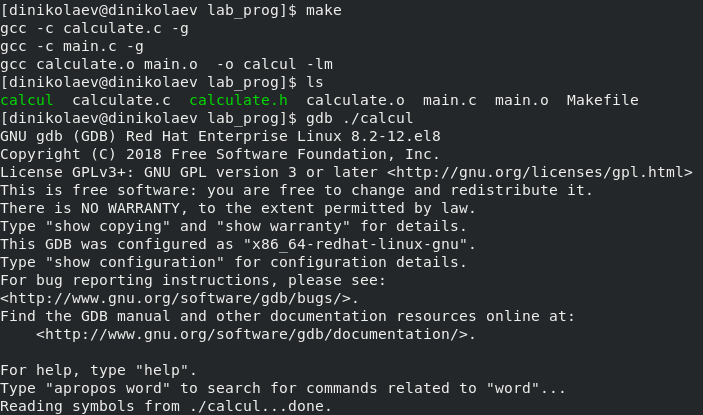 [dinikolaev@dinikolaev lab_prog]$ make
gcc -c calculate.c -g
gcc -c main.c -g
gcc calculate.o main.o  -o calcul -lm
[dinikolaev@dinikolaev lab_prog]$ ls
calcul  calculate.c  calculate.h  calculate.o  main.c  main.o  Makefile
[dinikolaev@dinikolaev lab_prog]$ gdb ./calcul
GNU gdb (GDB) Red Hat Enterprise Linux 8.2-12.el8
Copyright (C) 2018 Free Software Foundation, Inc.
License GPLv3+: GNU GPL version 3 or later <http://gnu.org/licenses/gpl.html>
This is free software: you are free to change and redistribute it.
There is NO WARRANTY, to the extent permitted by law.
Type "show copying" and "show warranty" for details.
This GDB was configured as "x86_64-redhat-linux-gnu".
Type "show configuration" for configuration details.
For bug reporting instructions, please see:
<http://www.gnu.org/software/gdb/bugs/>.
Find the GDB manual and other documentation resources online at:
    <http://www.gnu.org/software/gdb/documentation/>.

For help, type "help".
Type "apropos word" to search for commands related to "word"...
Reading symbols from ./calcul...done.